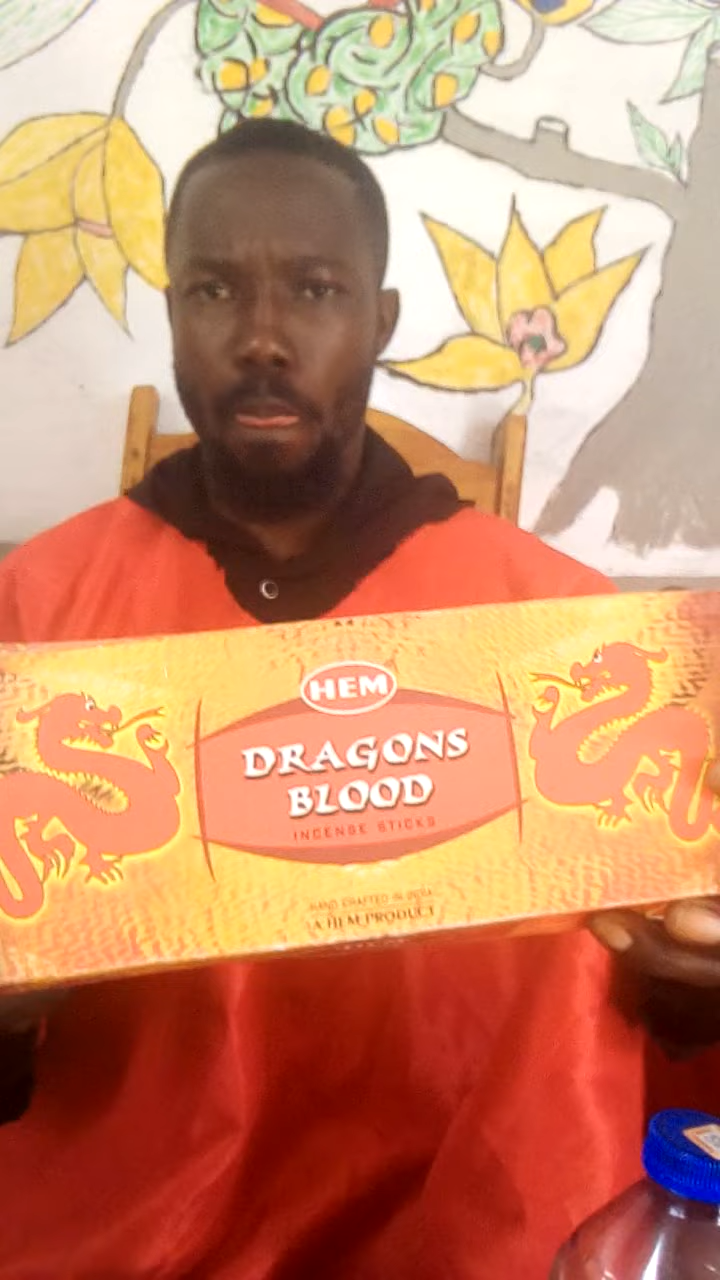 HEM
DRAGONS
BLOOD
INCENSE STICKS
HAND CRAFTED IN INDIA
A HEM PRODUCT